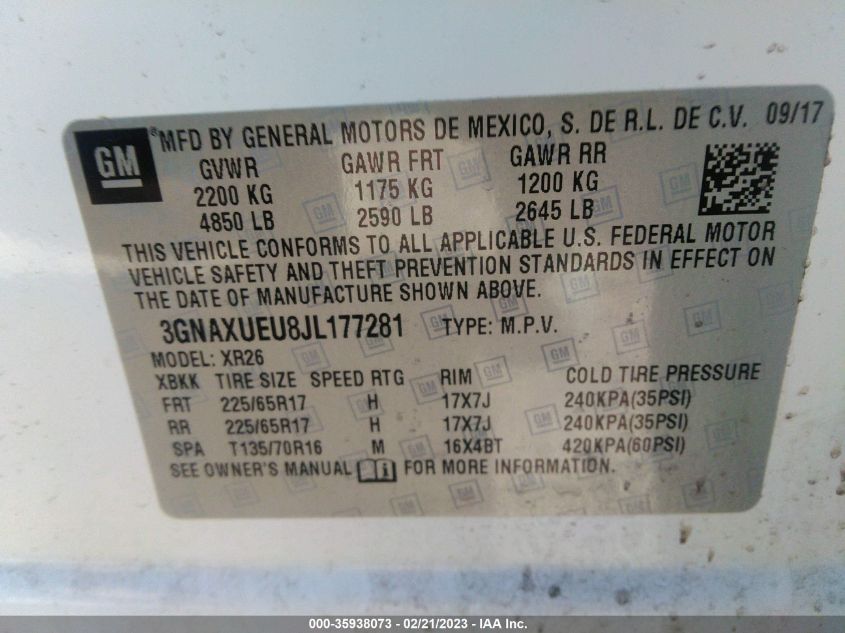 GM
®MFD BY GENERAL MOTORS DE MEXICO, S. DE R.L. DE C.V. 09/17
GVWR GAWR FRT GAWR RR
2200 KG 1175 KG 1200 KG
4850 LB 2590 LB 2645 LB
THIS VEHICLE CONFORMS TO ALL APPLICABLE U.S. FEDERAL MOTOR
VEHICLE SAFETY AND THEFT PREVENTION STANDARDS IN EFFECT ON
THE DATE OF MANUFACTURE SHOWN ABOVE.
3GNAXUEU8JL177281 TYPE: M.P.V.
MODEL: XR26
XBKK TIRE SIZE SPEED RTG RIM COLD TIRE PRESSURE
FRT 225/65R17 H 17X7J 240KPA(35PSI)
RR 225/65R17 H 17X7J 240KPA(35PSI)
SPA T135/70R16 M 16X4BT 420KPA(60PSI)
SEE OWNER'S MANUAL i FOR MORE INFORMATION.
000-35938073 - 02/21/2023 - COPYRIGHT IAA, Inc.